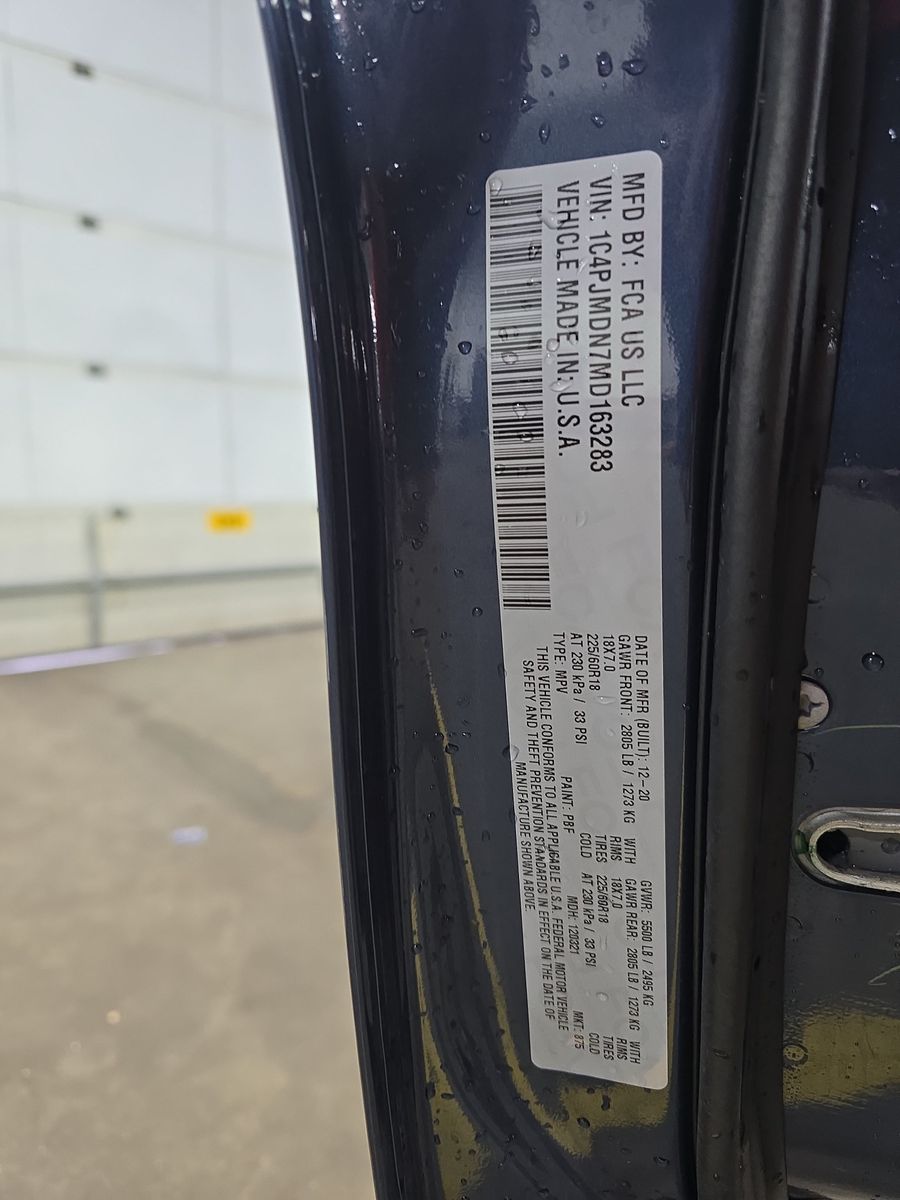 MFD BY: FCA US LLC
VIN: 1C4PJMDN7MD163283
VEHICLE MADE IN: U.S.A.
DATE OF MFR (BUILT): 12-20 GVWR: 5500 LB / 2495 KG
GAWR FRONT: 2805 LB / 1273 KG WITH GAWR REAR: 2805 LB / 1273 KG WITH
18X7.0 RIMS 18X7.0 RIMS
225/60R18 TIRES 225/60R18 TIRES
AT 230 kPa / 33 PSI COLD AT 230 kPa / 33 PSI COLD
TYPE: MPV PAINT: PBF MDH: 120321 MKT: 875
THIS VEHICLE CONFORMS TO ALL APPLICABLE U.S.A. FEDERAL MOTOR VEHICLE
SAFETY AND THEFT PREVENTION STANDARDS IN EFFECT ON THE DATE OF
MANUFACTURE SHOWN ABOVE.